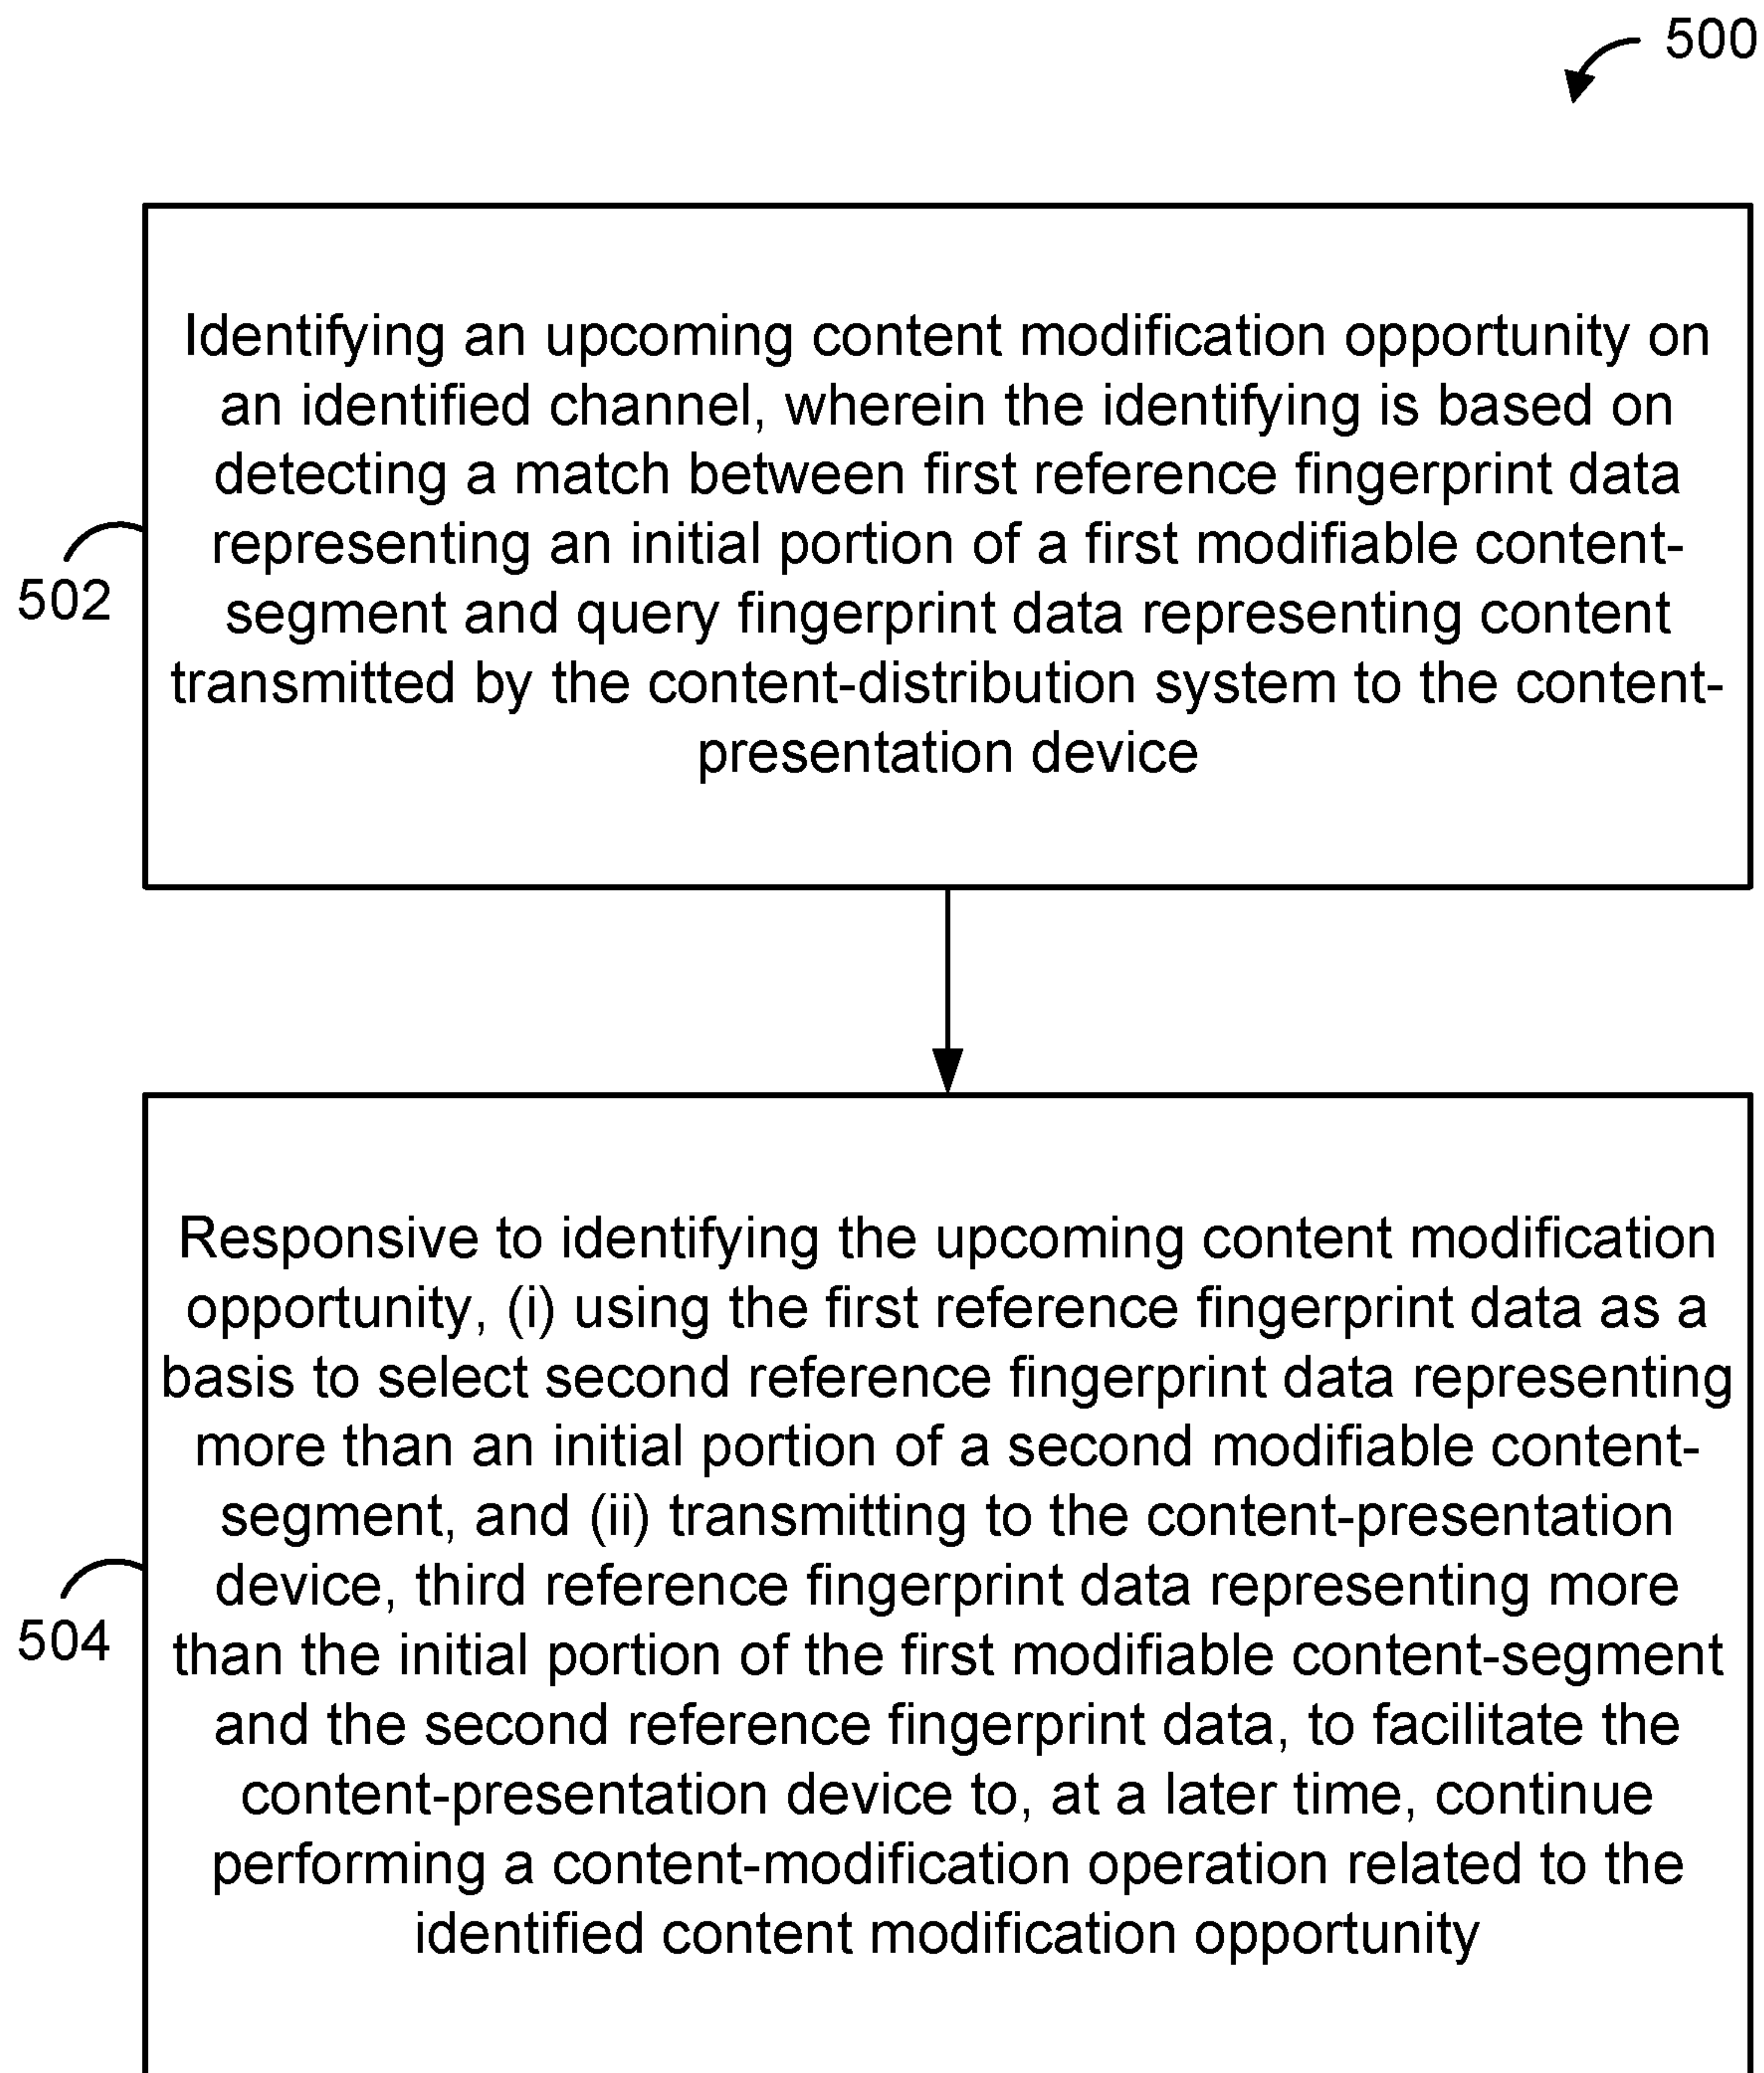 500
Identifying an upcoming content modification opportunity on
an identified channel, wherein the identifying is based on
detecting a match between first reference fingerprint data
representing an initial portion of a first modifiable content-
segment and query fingerprint data representing content
transmitted by the content-distribution system to the content-
presentation device
502
Responsive to identifying the upcoming content modification
opportunity, (i) using the first reference fingerprint data as a
basis to select second reference fingerprint data representing
more than an initial portion of a second modifiable content-
segment, and (ii) transmitting to the content-presentation
device, third reference fingerprint data representing more
than the initial portion of the first modifiable content-segment
and the second reference fingerprint data, to facilitate the
content-presentation device to, at a later time, continue
performing a content-modification operation related to the
identified content modification opportunity
504